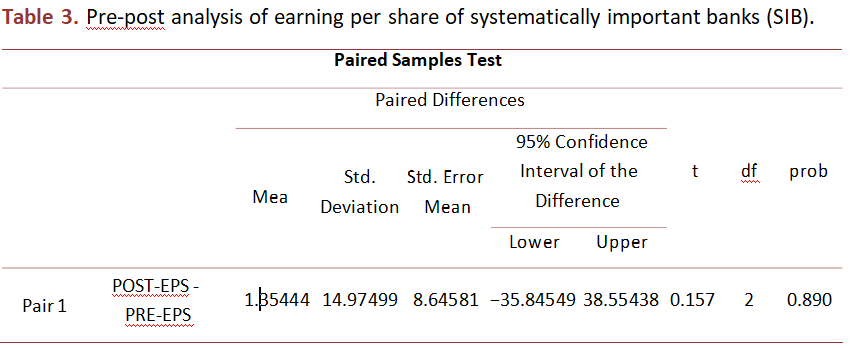 Table 3. Pre-post analysis of earning per share of systematically important banks (SIB).
Paired Samples Test
Paired Differences
95% Confidence
Interval of the
Difference
Mea
Std.
Deviation
Std. Error
Mean
Lower Upper
t df prob
Pair 1
POST-EPS -
PRE-EPS
1.35444 14.97499 8.64581 −35.84549 38.55438 0.157 2 0.890